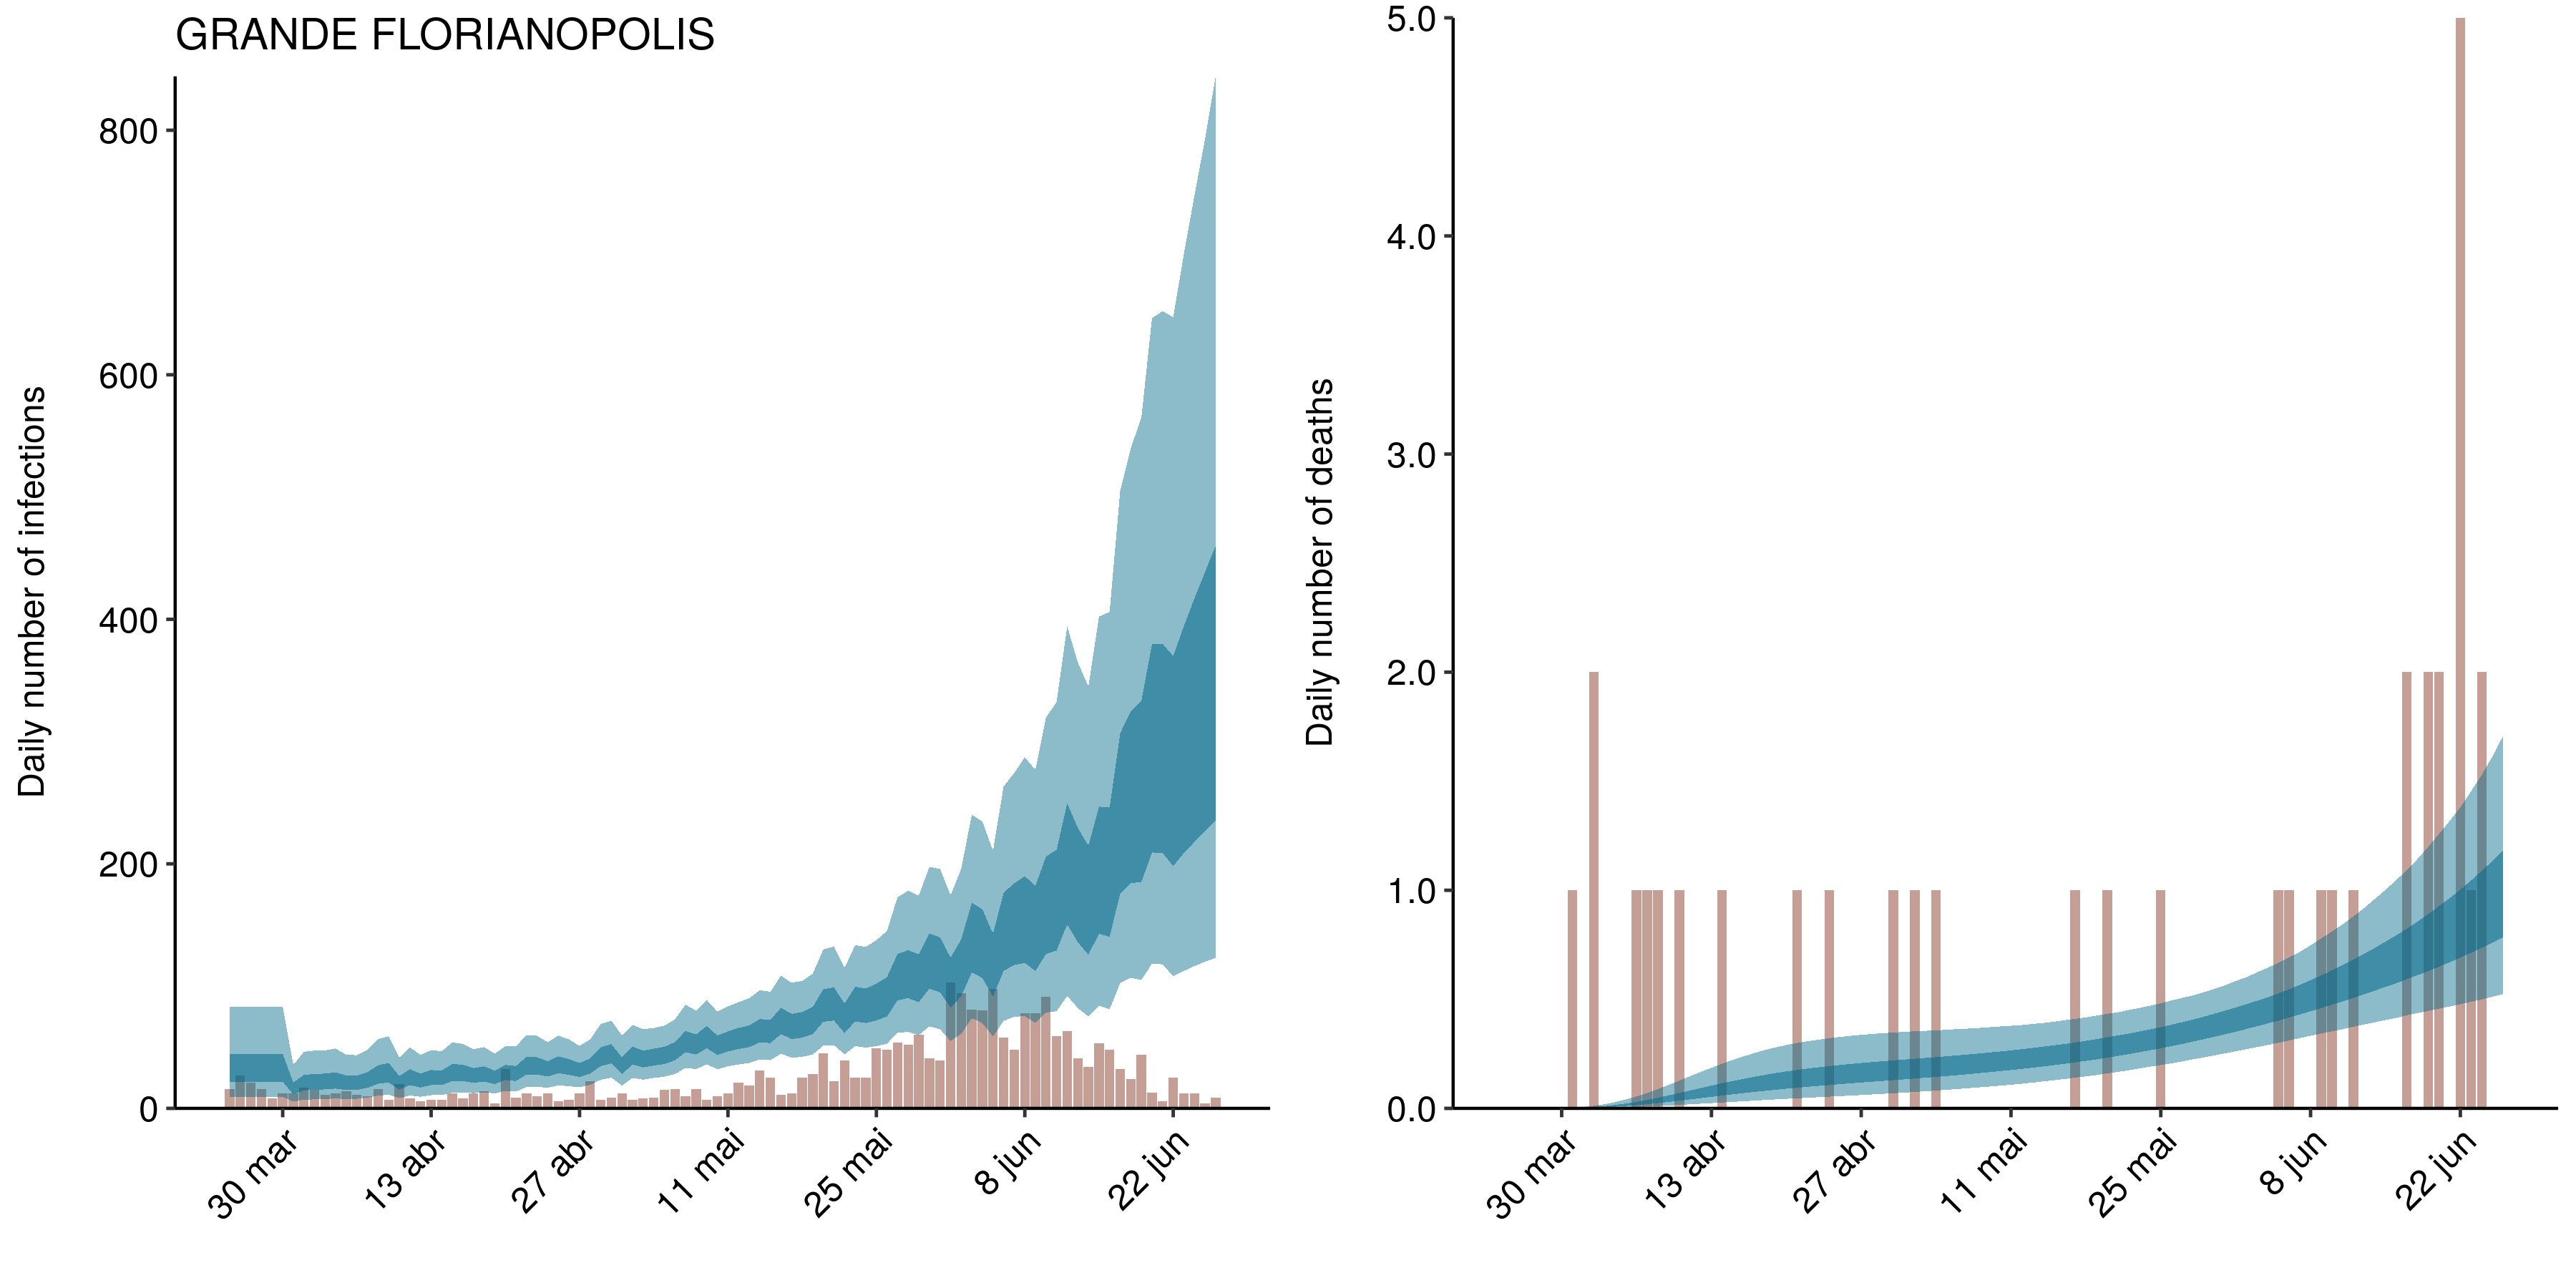 GRANDE FLORIANOPOLIS
Daily number of infections
800
600
400
200
0
30 mar
13 abr
27 abr
11 mai
25 mai
8 jun
22 jun
Daily number of deaths
5.0
4.0
3.0
2.0
1.0
0.0
30 mar
13 abr
27 abr
11 mai
25 mai
8 jun
22 jun